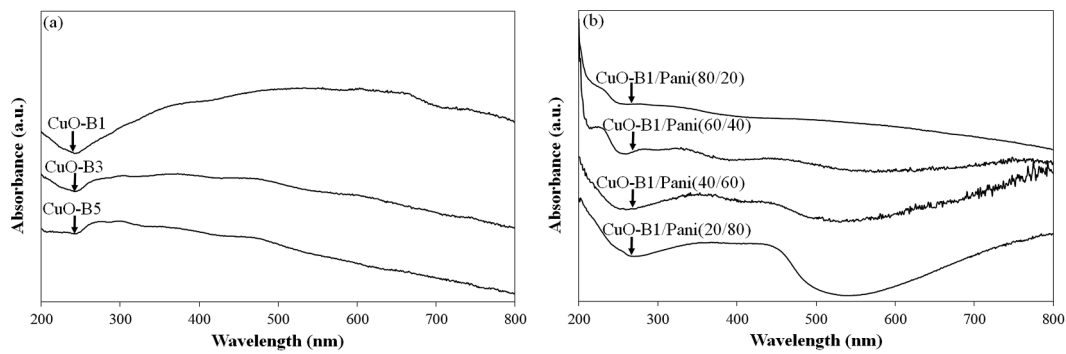 (a)
Absorbance (a.u.)
CuO-B1
CuO-B3
CuO-B5
200 300 400 500 600 700 800
Wavelength (nm)
(b)
Absorbance (a.u.)
CuO-B1/Pani(80/20)
CuO-B1/Pani(60/40)
CuO-B1/Pani(40/60)
CuO-B1/Pani(20/80)
200 300 400 500 600 700 800
Wavelength (nm)